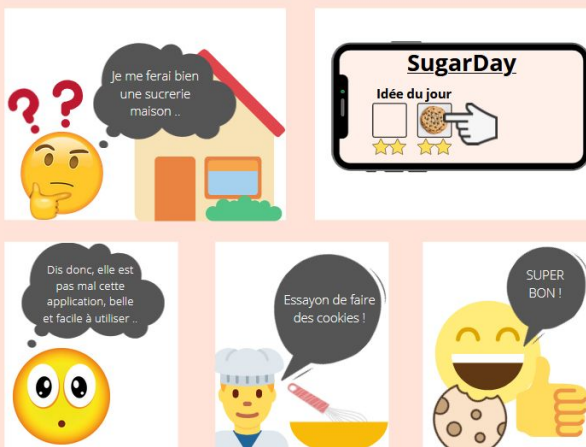 Je me ferai bien
une sucrerie
maison ..
SugarDay
Idée du jour
Dis donc, elle est
pas mal cette
application, belle
et facile à utiliser ..
Essayon de faire
des cookies !
SUPER
BON !